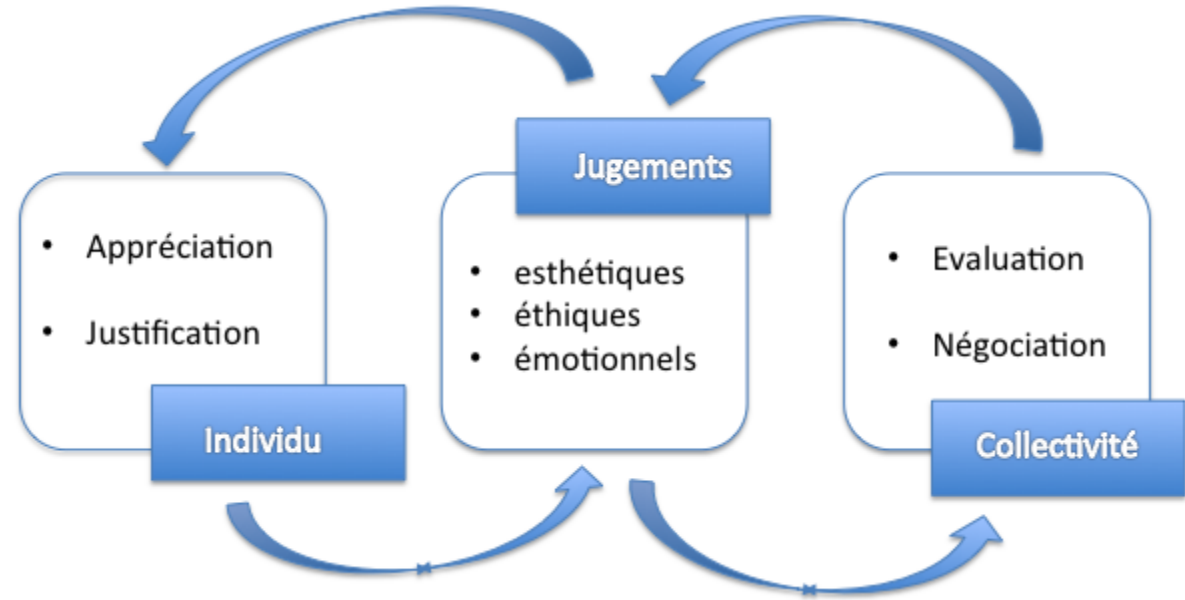 • Appréciation
• Justification
Individu
Jugements
• esthétiques
• éthiques
• émotionnels
• Evaluation
• Négociation
Collectivité